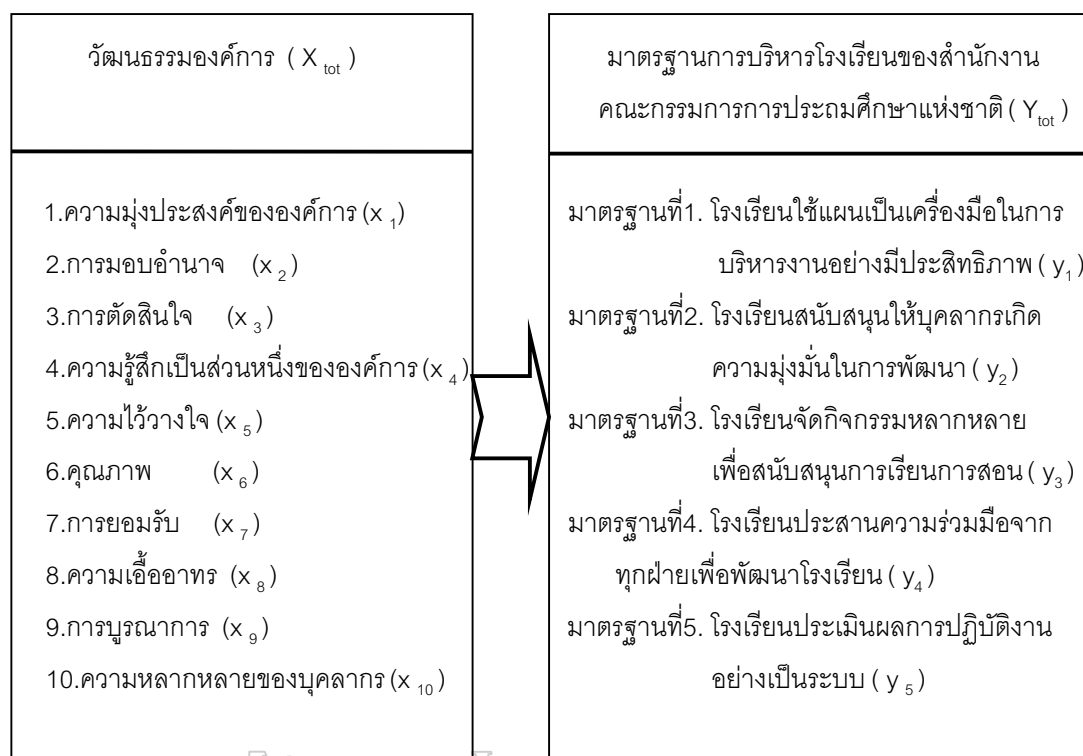 วัฒนธรรมองค์การ ( X tot )
มาตรฐานการบริหารโรงเรียนของสำนักงาน
คณะกรรมการการประถมศึกษาแห่งชาติ ( Y tot )
1.ความมุ่งประสงค์ขององค์การ (x 1)
2.การมอบอำนาจ (x 2)
3.การตัดสินใจ (x 3)
4.ความรู้สึกเป็นส่วนหนึ่งขององค์การ (x 4)
5.ความไว้วางใจ (x 5)
6.คุณภาพ (x 6)
7.การยอมรับ (x 7)
8.ความเอื้ออาทร (x 8)
9.การบูรณาการ (x 9)
10.ความหลากหลายของบุคลากร (x 10)
มาตรฐานที่1. โรงเรียนใช้แผนเป็นเครื่องมือในการ
บริหารงานอย่างมีประสิทธิภาพ ( y1)
มาตรฐานที่2. โรงเรียนสนับสนุนให้บุคลากรเกิด
ความมุ่งมั่นในการพัฒนา ( y2)
มาตรฐานที่3. โรงเรียนจัดกิจกรรมหลากหลาย
เพื่อสนับสนุนการเรียนการสอน ( y3)
มาตรฐานที่4. โรงเรียนประสานความร่วมมือจาก
ทุกฝ่ายเพื่อพัฒนาโรงเรียน ( y4)
มาตรฐานที่5. โรงเรียนประเมินผลการปฏิบัติงาน
อย่างเป็นระบบ ( y 5)